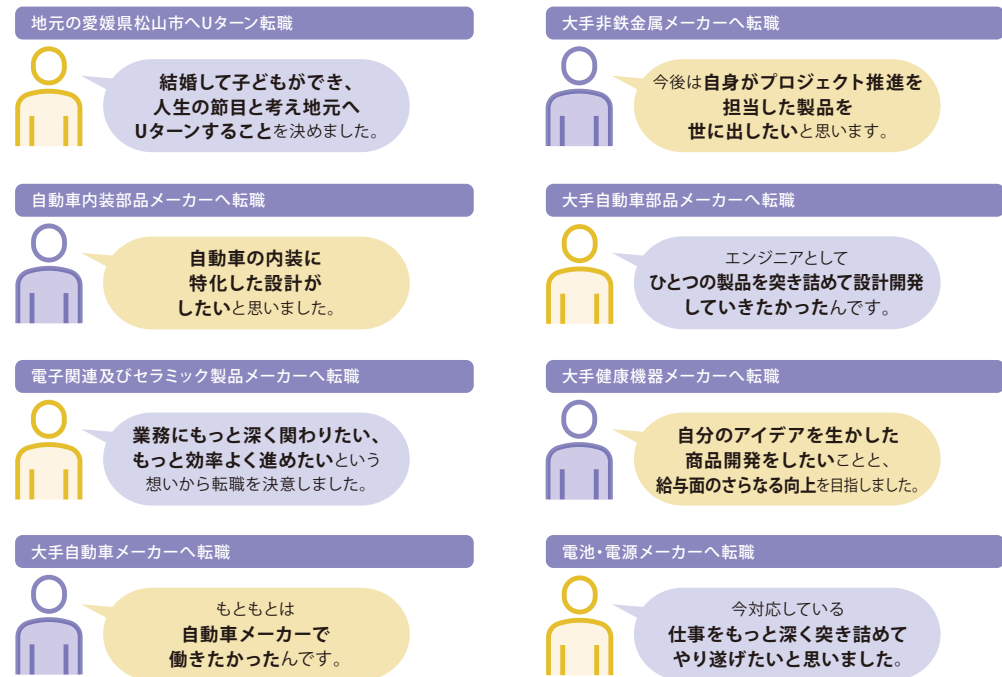 地元の愛媛県松山市へUターン転職
結婚して子どもができ、
人生の節目と考え地元へ
Uターンすることを決めました。
大手非鉄金属メーカーへ転職
今後は自身がプロジェクト推進を
担当した製品を
世に出したいと思います。
自動車内装部品メーカーへ転職
自動車の内装に
特化した設計が
したいと思いました。
大手自動車部品メーカーへ転職
エンジニアとして
ひとつの製品を突き詰めて設計開発
していきたかったんです。
電子関連及びセラミック製品メーカーへ転職
業務にもっと深く関わりたい、
もっと効率よく進めたいという
想いから転職を決意しました。
大手健康機器メーカーへ転職
自分のアイデアを生かした
商品開発をしたいことと、
給与面のさらなる向上を目指しました。
大手自動車メーカーへ転職
もともとは
自動車メーカーで
働きたかったんです。
電池・電源メーカーへ転職
今対応している
仕事をもっと深く突き詰めて
やり遂げたいと思いました。